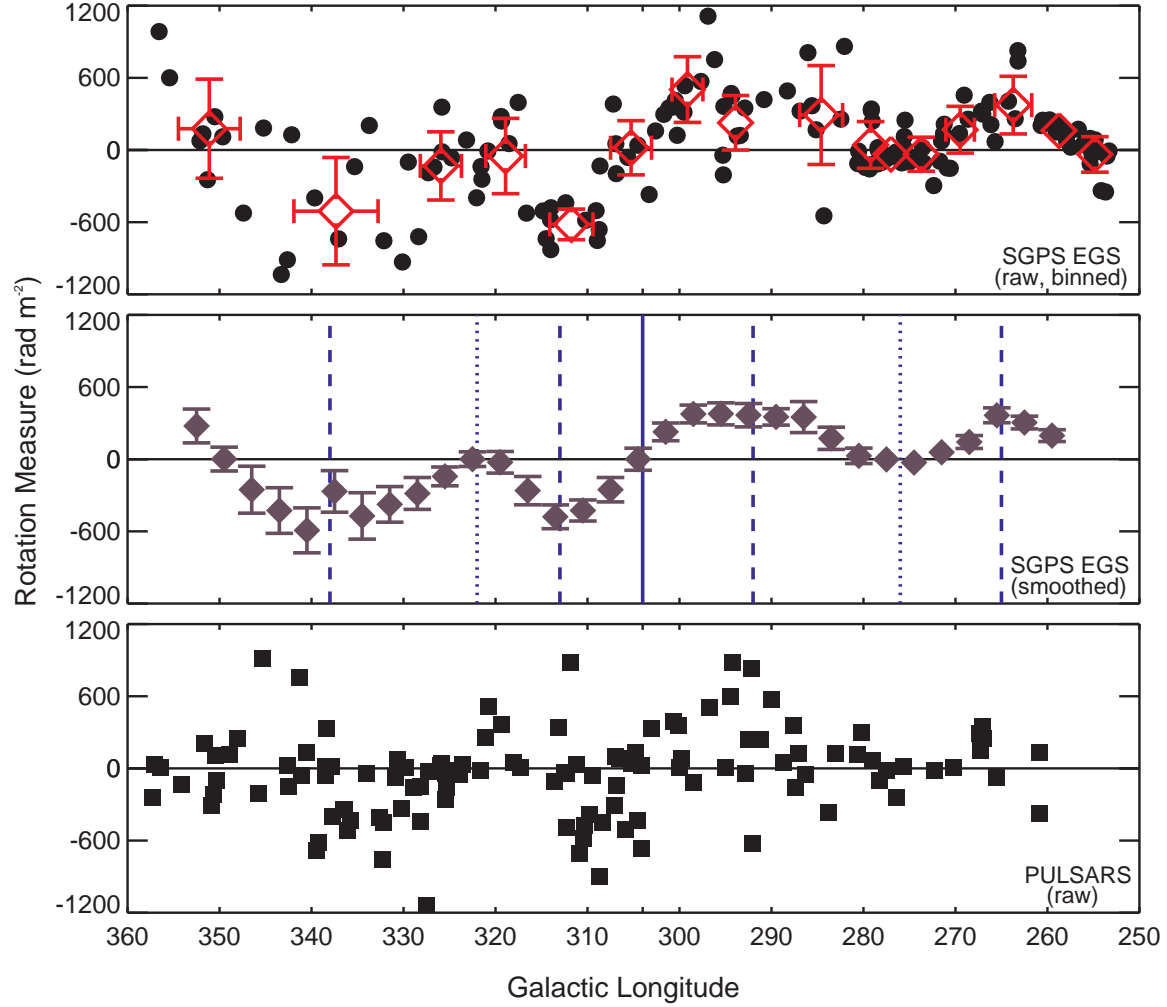 1200
600
0
-600
-1200
SGPS EGS
(raw, binned)
1200
600
0
-600
-1200
SGPS EGS
(smoothed)
1200
600
0
-600
-1200
PULSARS
(raw)
Rotation Measure (rad m-2)
360 350 340 330 320 310 300 290 280 270 260 250
Galactic Longitude